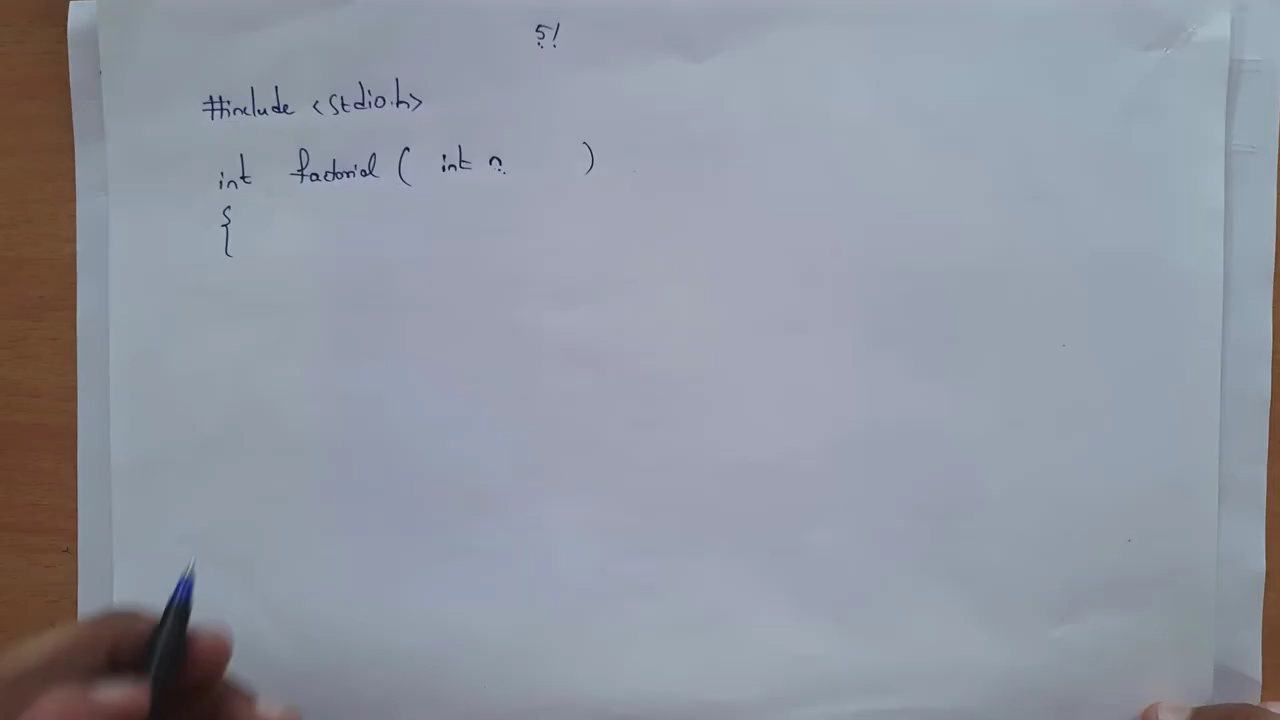 5!
#include <stdio.h>
int factorial ( int n )
{